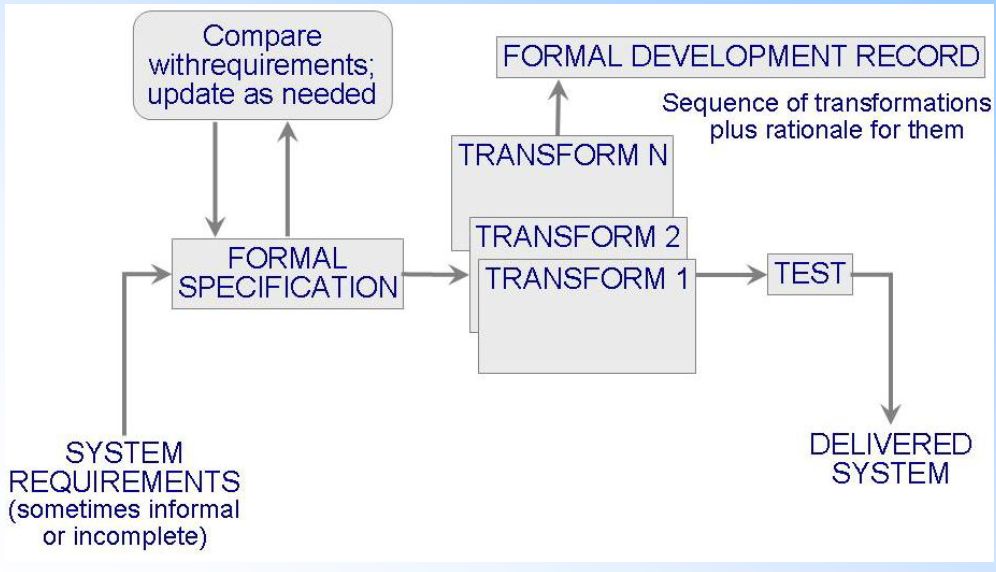 Compare
withrequirements;
update as needed
FORMAL DEVELOPMENT RECORD
Sequence of transformations
plus rationale for them
TRANSFORM N
TRANSFORM 2
TRANSFORM 1
FORMAL
SPECIFICATION
TEST
SYSTEM
REQUIREMENTS
(sometimes informal
or incomplete)
DELIVERED
SYSTEM